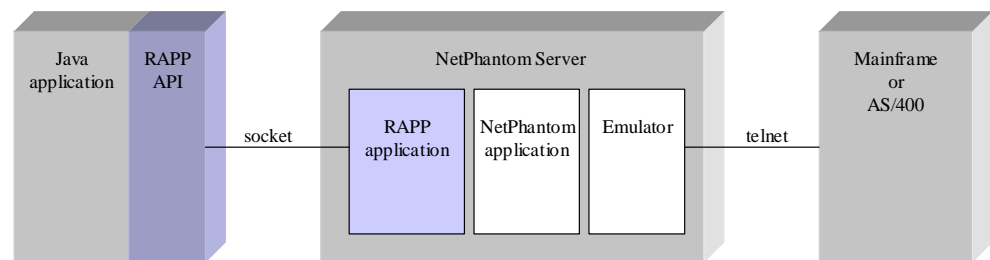 Java
application
RAPP
API
socket
NetPhantom Server
RAPP
application
NetPhantom
application
Emulator
telnet
Mainframe
or
AS/400